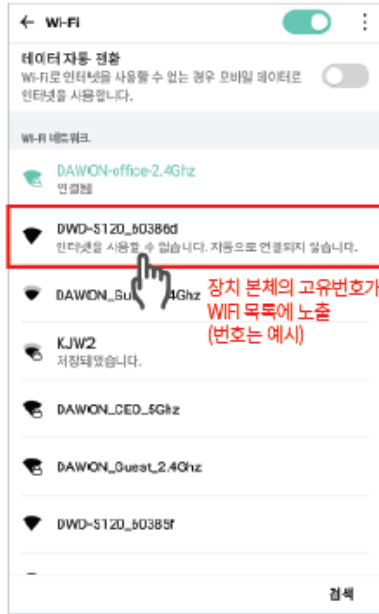 Wi-Fi
데이터 자동 전환
Wi-Fi로 인터넷을 사용할 수 없는 경우 모바일 데이터로
인터넷을 사용합니다.
Wi-Fi 네트워크
DAWON-office-2.4Ghz
연결됨
DWD-S120_b0386d
인터넷을 사용할 수 없습니다. 자동으로 연결되지 않습니다.
DAWON_Gu 4Ghz
장치 본체의 고유번호가
WIFI 목록에 노출
(번호는 예시)
KJW2
저장되었습니다.
DAWON_CEO_5Ghz
DAWON_Guest_2.4Ghz
DWD-S120_b0385f
검색